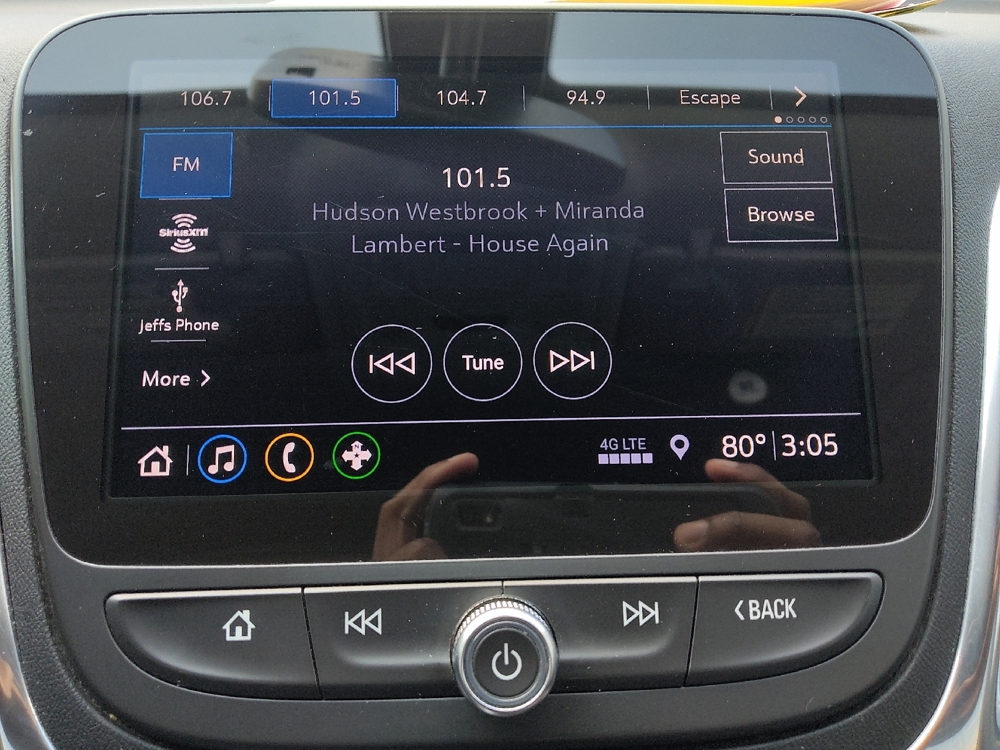 106.7 101.5 104.7 94.9 Escape
FM
SiriusXM
Jeffs Phone
More
101.5
Hudson Westbrook + Miranda
Lambert - House Again
Tune
Sound
Browse
4G LTE
80° 3:05
BACK